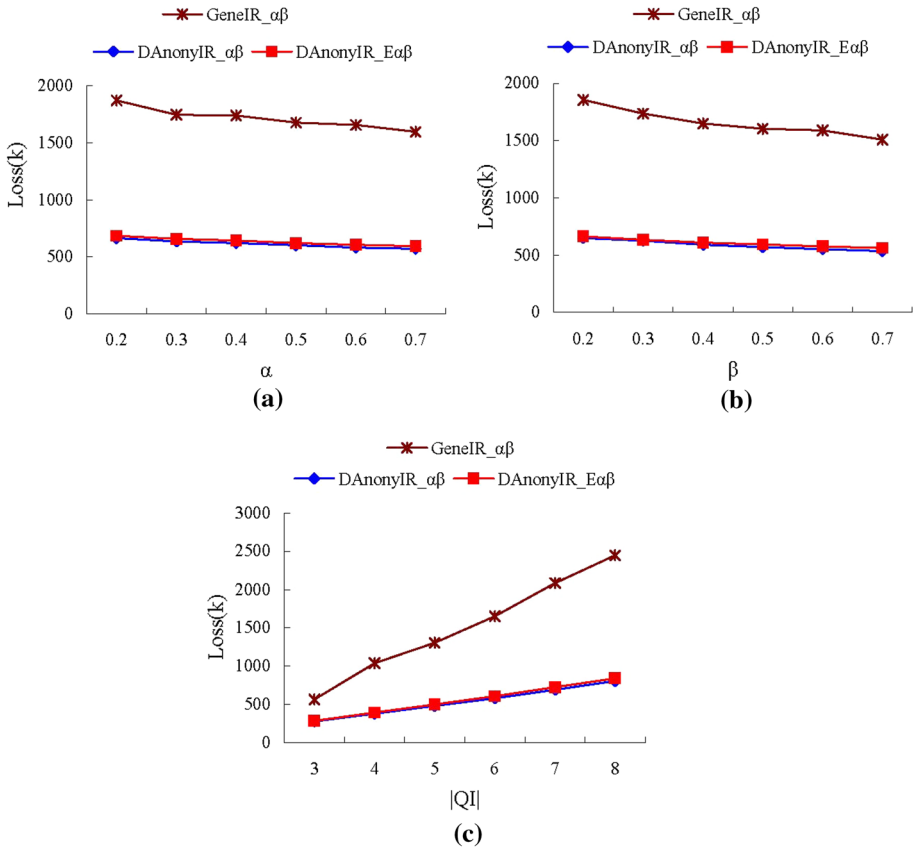 GeneIR_αβ
DAnonyIR_αβ DAnonyIR_Eαβ
2000
1500
1000
500
0
Loss(k)
0.2 0.3 0.4 0.5 0.6 0.7
α
(a)
GeneIR_αβ
DAnonyIR_αβ DAnonyIR_Eαβ
2000
1500
1000
500
0
Loss(k)
0.2 0.3 0.4 0.5 0.6 0.7
β
(b)
GeneIR_αβ
DAnonyIR_αβ DAnonyIR_Eαβ
3000
2500
2000
1500
1000
500
0
Loss(k)
3 4 5 6 7 8
|QI|
(c)